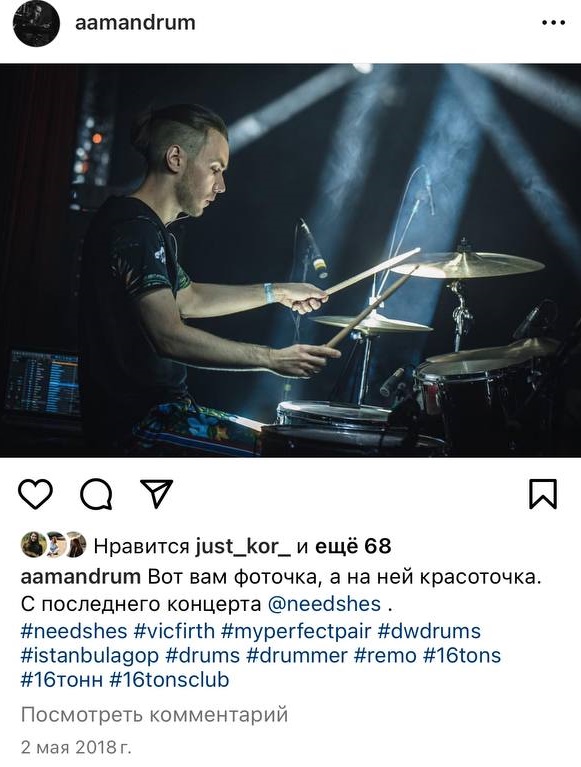 aamandrum
Нравится just_kor_ и ещё 68
aamandrum Вот вам фоточка, а на ней красоточка.
С последнего концерта @needshes .
#needshes #vicfirth #myperfectpair #dwdrums
#istanbulagop #drums #drummer #remo #16tons
#16тонн #16tonsclub
Посмотреть комментарий
2 мая 2018 г.